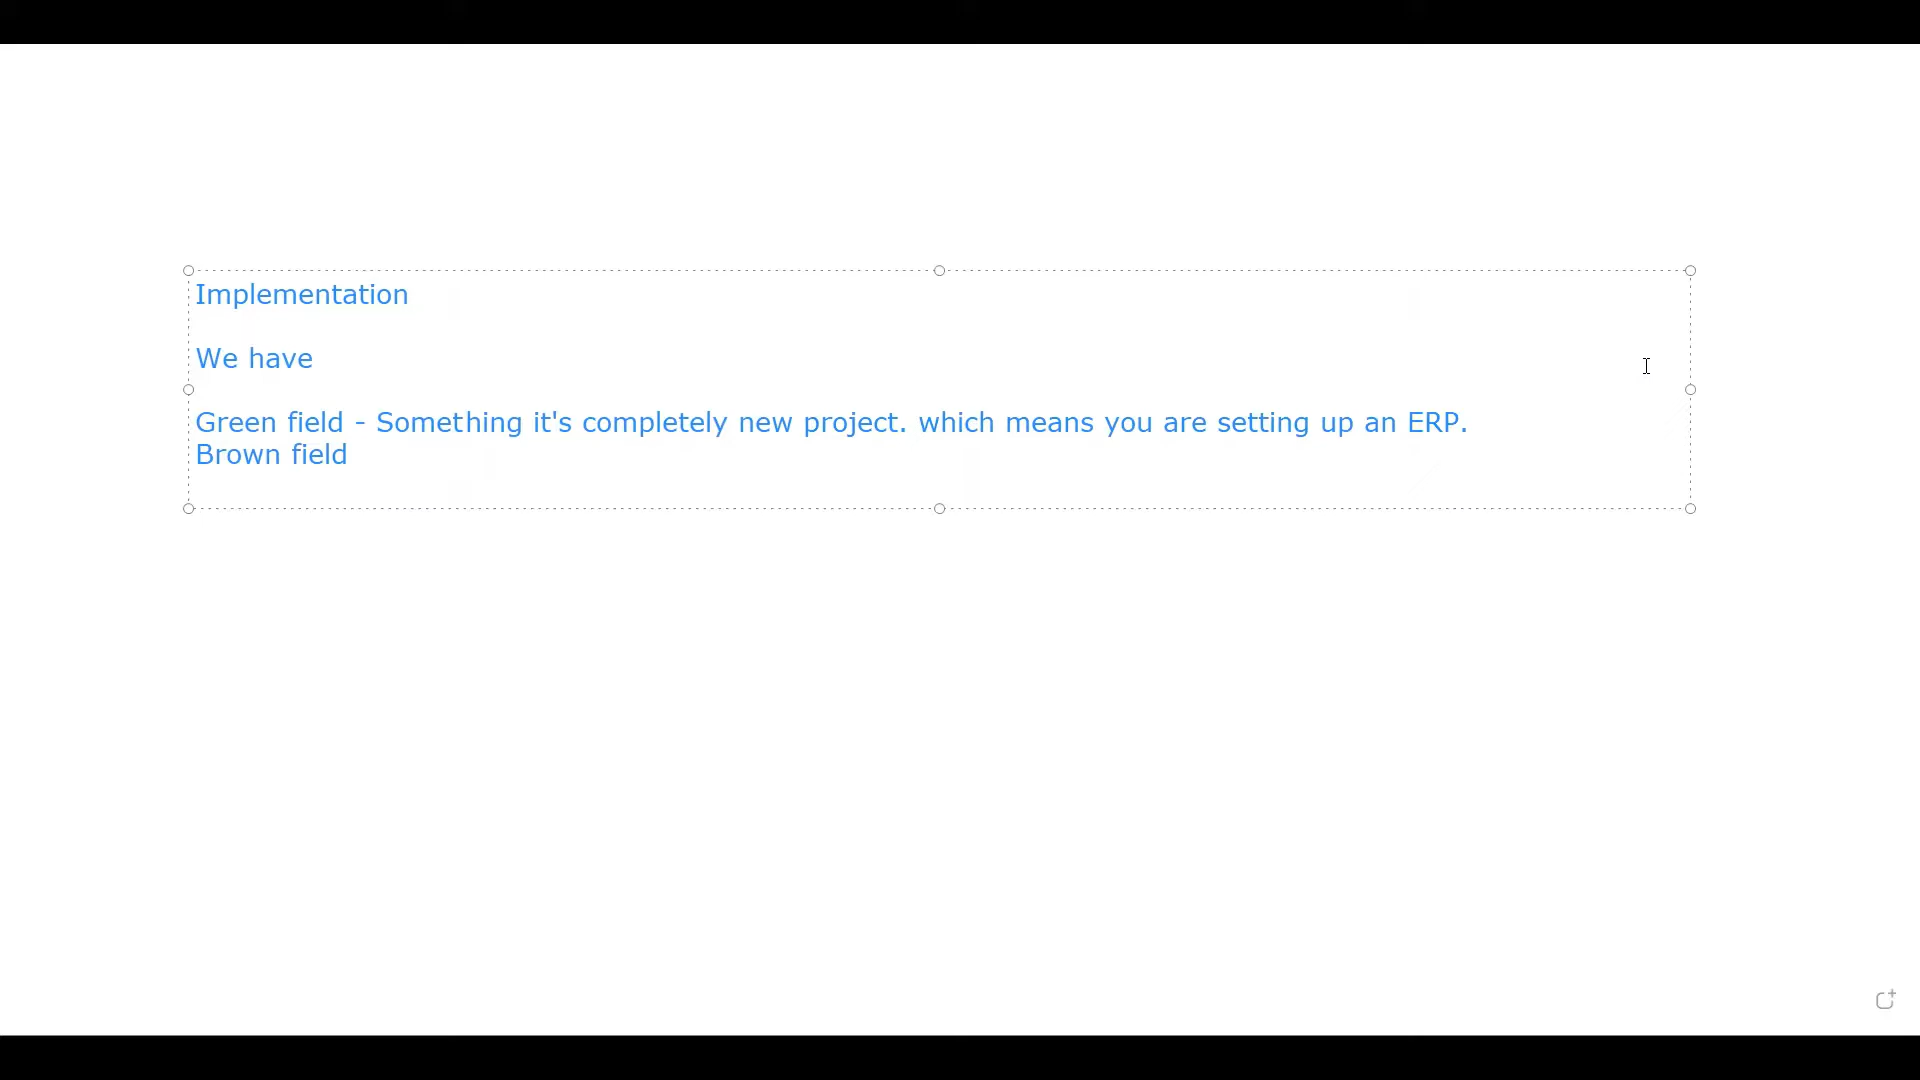 Implementation
We have
Green field - Something it's completely new project. which means you are setting up an ERP.
Brown field